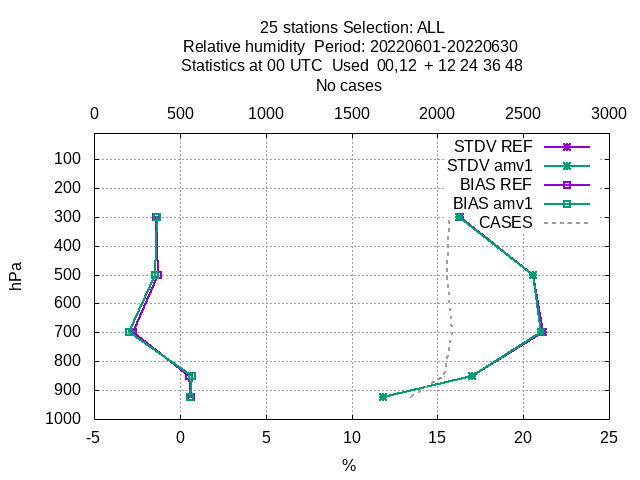 25 stations Selection: ALL
Relative humidity  Period: 20220601-20220630
Statistics at 00 UTC  Used  00,12  + 12 24 36 48
No cases
0 500 1000 1500 2000 2500 3000
STDV REF
STDV amv1
BIAS REF
BIAS amv1
CASES
hPa
100
200
300
400
500
600
700
800
900
1000
-5 0 5 10 15 20 25
%